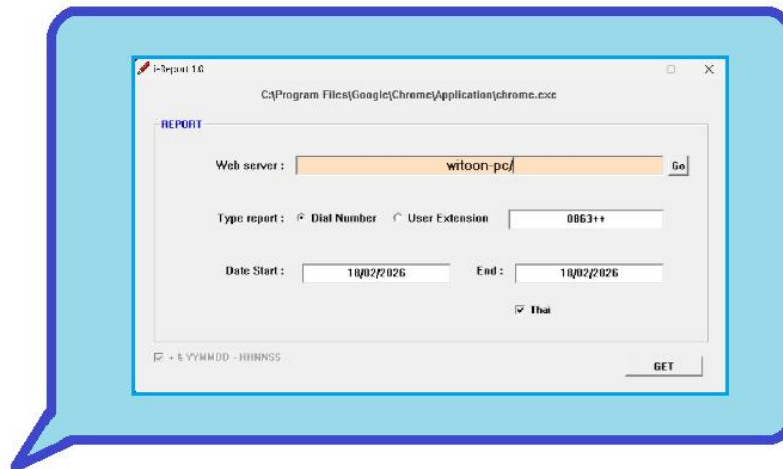 i-Report 1.0
C:\Program Files\Google\Chrome\Application\chrome.exe
REPORT
Web server : witoon-pc/ Go
Type report : Dial Number User Extension 0863++
Date Start : 18/02/2026 End : 18/02/2026
Thai
+ & YYMMDD - HHNNSS
GET